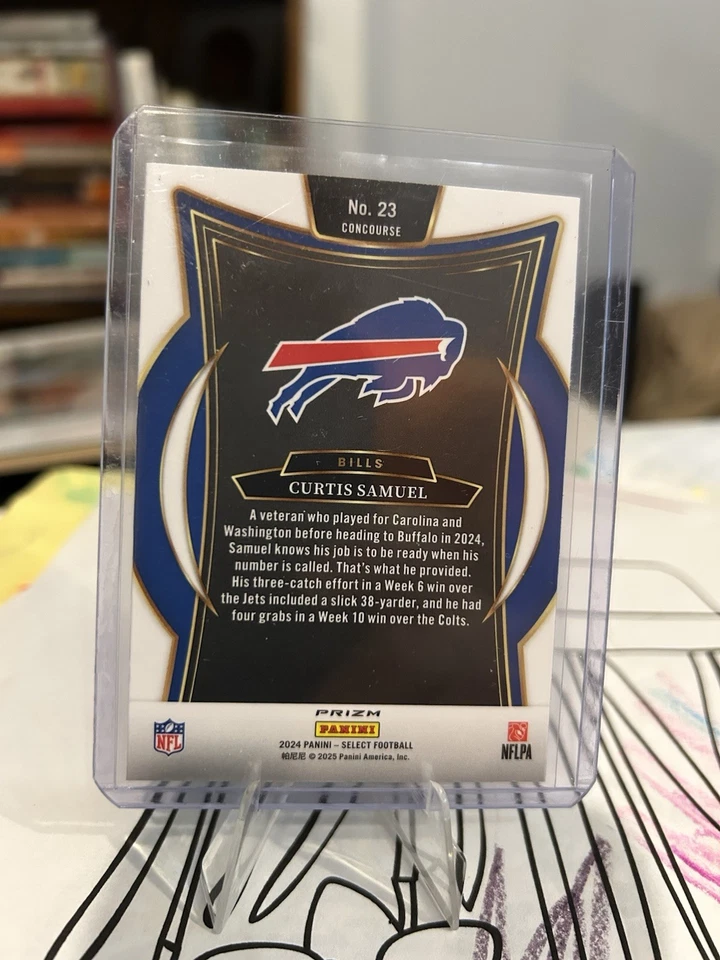 No. 23
CONCOURSE
BILLS
CURTIS SAMUEL
A veteran who played for Carolina and
Washington before heading to Buffalo in 2024,
Samuel knows his job is to be ready when his
number is called. That's what he provided.
His three-catch effort in a Week 6 win over
the Jets included a slick 38-yarder, and he had
four grabs in a Week 10 win over the Colts.
PRIZM
PANINI
NFL
NFLPA
2024 PANINI – SELECT FOOTBALL
帕尼尼 © 2025 Panini America, Inc.